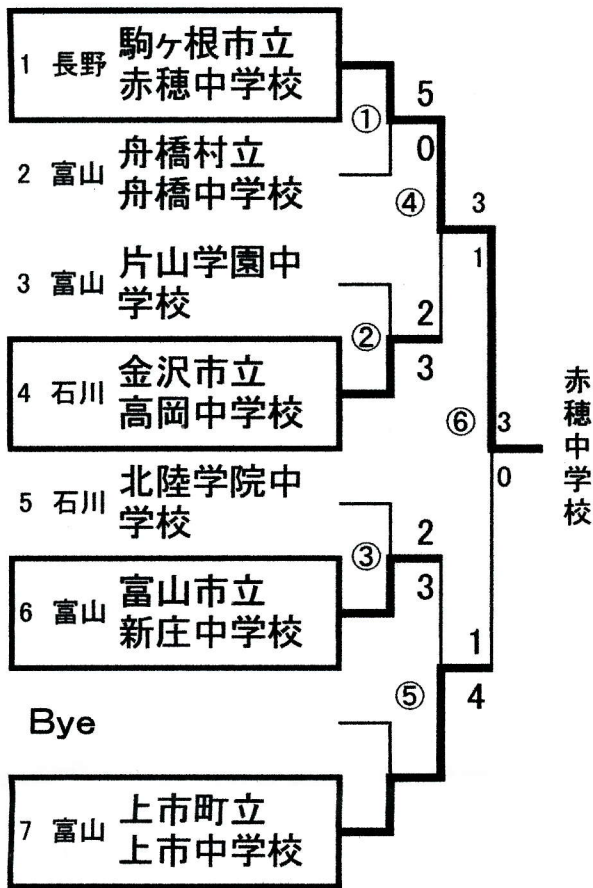 1 長野 駒ヶ根市立
赤穂中学校
① 5
0
2 富山 舟橋村立
舟橋中学校
④ 3
1
3 富山 片山学園中
学校
② 2
3
4 石川 金沢市立
高岡中学校
⑥ 3
0
赤穂中学校
5 石川 北陸学院中
学校
③ 2
3
6 富山 富山市立
新庄中学校
⑤ 1
4
Bye
7 富山 上市町立
上市中学校